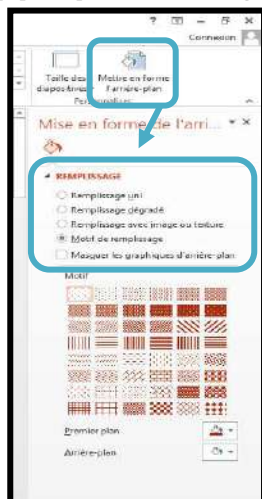 ?
Connexion
Taille des
diapositives
Mettre en forme
l'arrière-plan
Personnaliser
Mise en forme de l'arri...
REMPLISSAGE
Remplissage uni
Remplissage dégradé
Remplissage avec image ou texture
Motif de remplissage
Masquer les graphiques d'arrière-plan
Motif
Premier plan
Arrière-plan